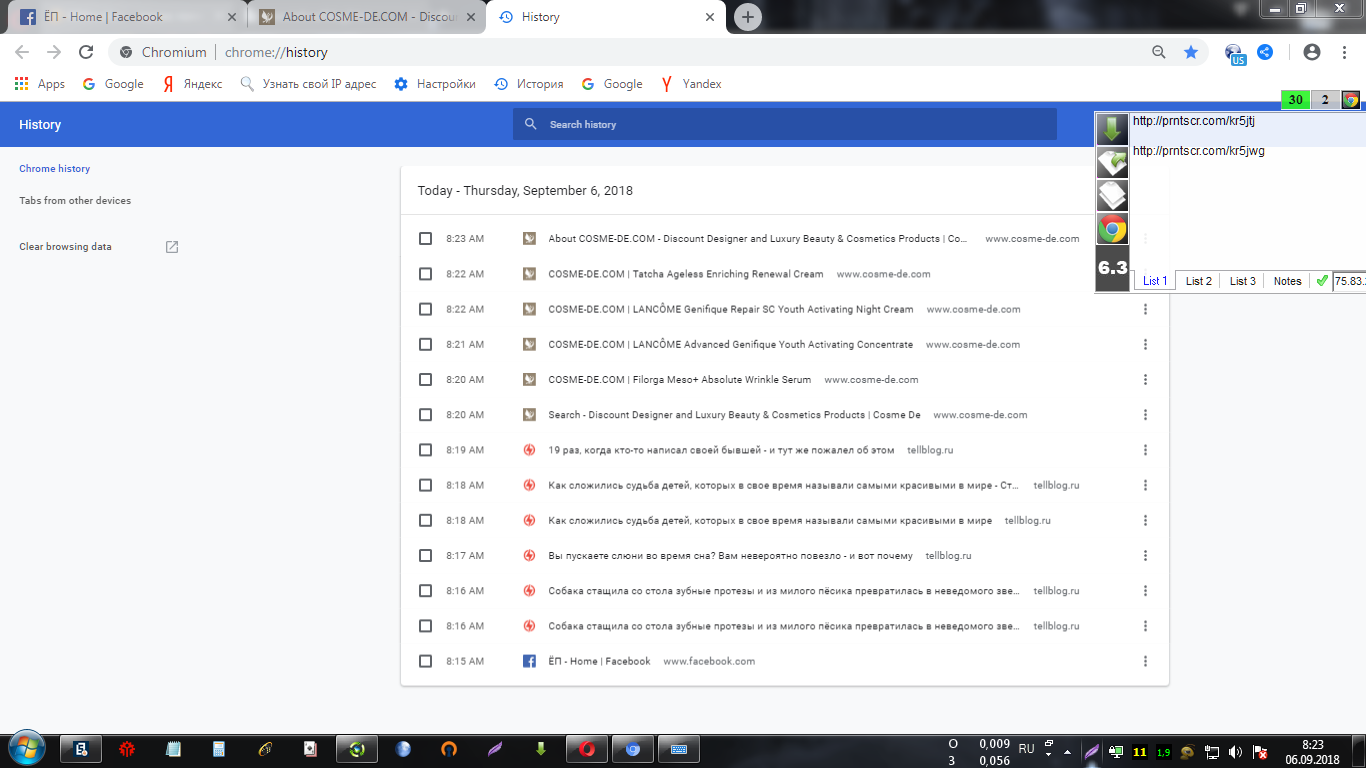 ЁП - Home | Facebook
About COSME-DE.COM - Discou
History
Chromium
chrome://history
US
Apps
Google
Яндекс
Узнать свой IP адрес
Настройки
История
Google
Yandex
30
2
History
Search history
http://prntscr.com/kr5jtj
http://prntscr.com/kr5jwg
6.3
List 1
List 2
List 3
Notes
75.83.
Chrome history
Tabs from other devices
Clear browsing data
Today - Thursday, September 6, 2018
8:23 AM About COSME-DE.COM - Discount Designer and Luxury Beauty & Cosmetics Products | Co... www.cosme-de.com
8:22 AM COSME-DE.COM | Tatcha Ageless Enriching Renewal Cream www.cosme-de.com
8:22 AM COSME-DE.COM | LANCÔME Genifique Repair SC Youth Activating Night Cream www.cosme-de.com
8:21 AM COSME-DE.COM | LANCÔME Advanced Genifique Youth Activating Concentrate www.cosme-de.com
8:20 AM COSME-DE.COM | Filorga Meso+ Absolute Wrinkle Serum www.cosme-de.com
8:20 AM Search - Discount Designer and Luxury Beauty & Cosmetics Products | Cosme De www.cosme-de.com
8:19 AM 19 раз, когда кто-то написал своей бывшей - и тут же пожалел об этом tellblog.ru
8:18 AM Как сложились судьба детей, которых в свое время называли самыми красивыми в мире - Ст... tellblog.ru
8:18 AM Как сложились судьба детей, которых в свое время называли самыми красивыми в мире tellblog.ru
8:17 AM Вы пускаете слюни во время сна? Вам невероятно повезло - и вот почему tellblog.ru
8:16 AM Собака стащила со стола зубные протезы и из милого пёсика превратилась в неведомого зве... tellblog.ru
8:16 AM Собака стащила со стола зубные протезы и из милого пёсика превратилась в неведомого зве... tellblog.ru
8:15 AM ЁП - Home | Facebook www.facebook.com
О 0,009
З 0,056
RU
11
1,9
8:23
06.09.2018